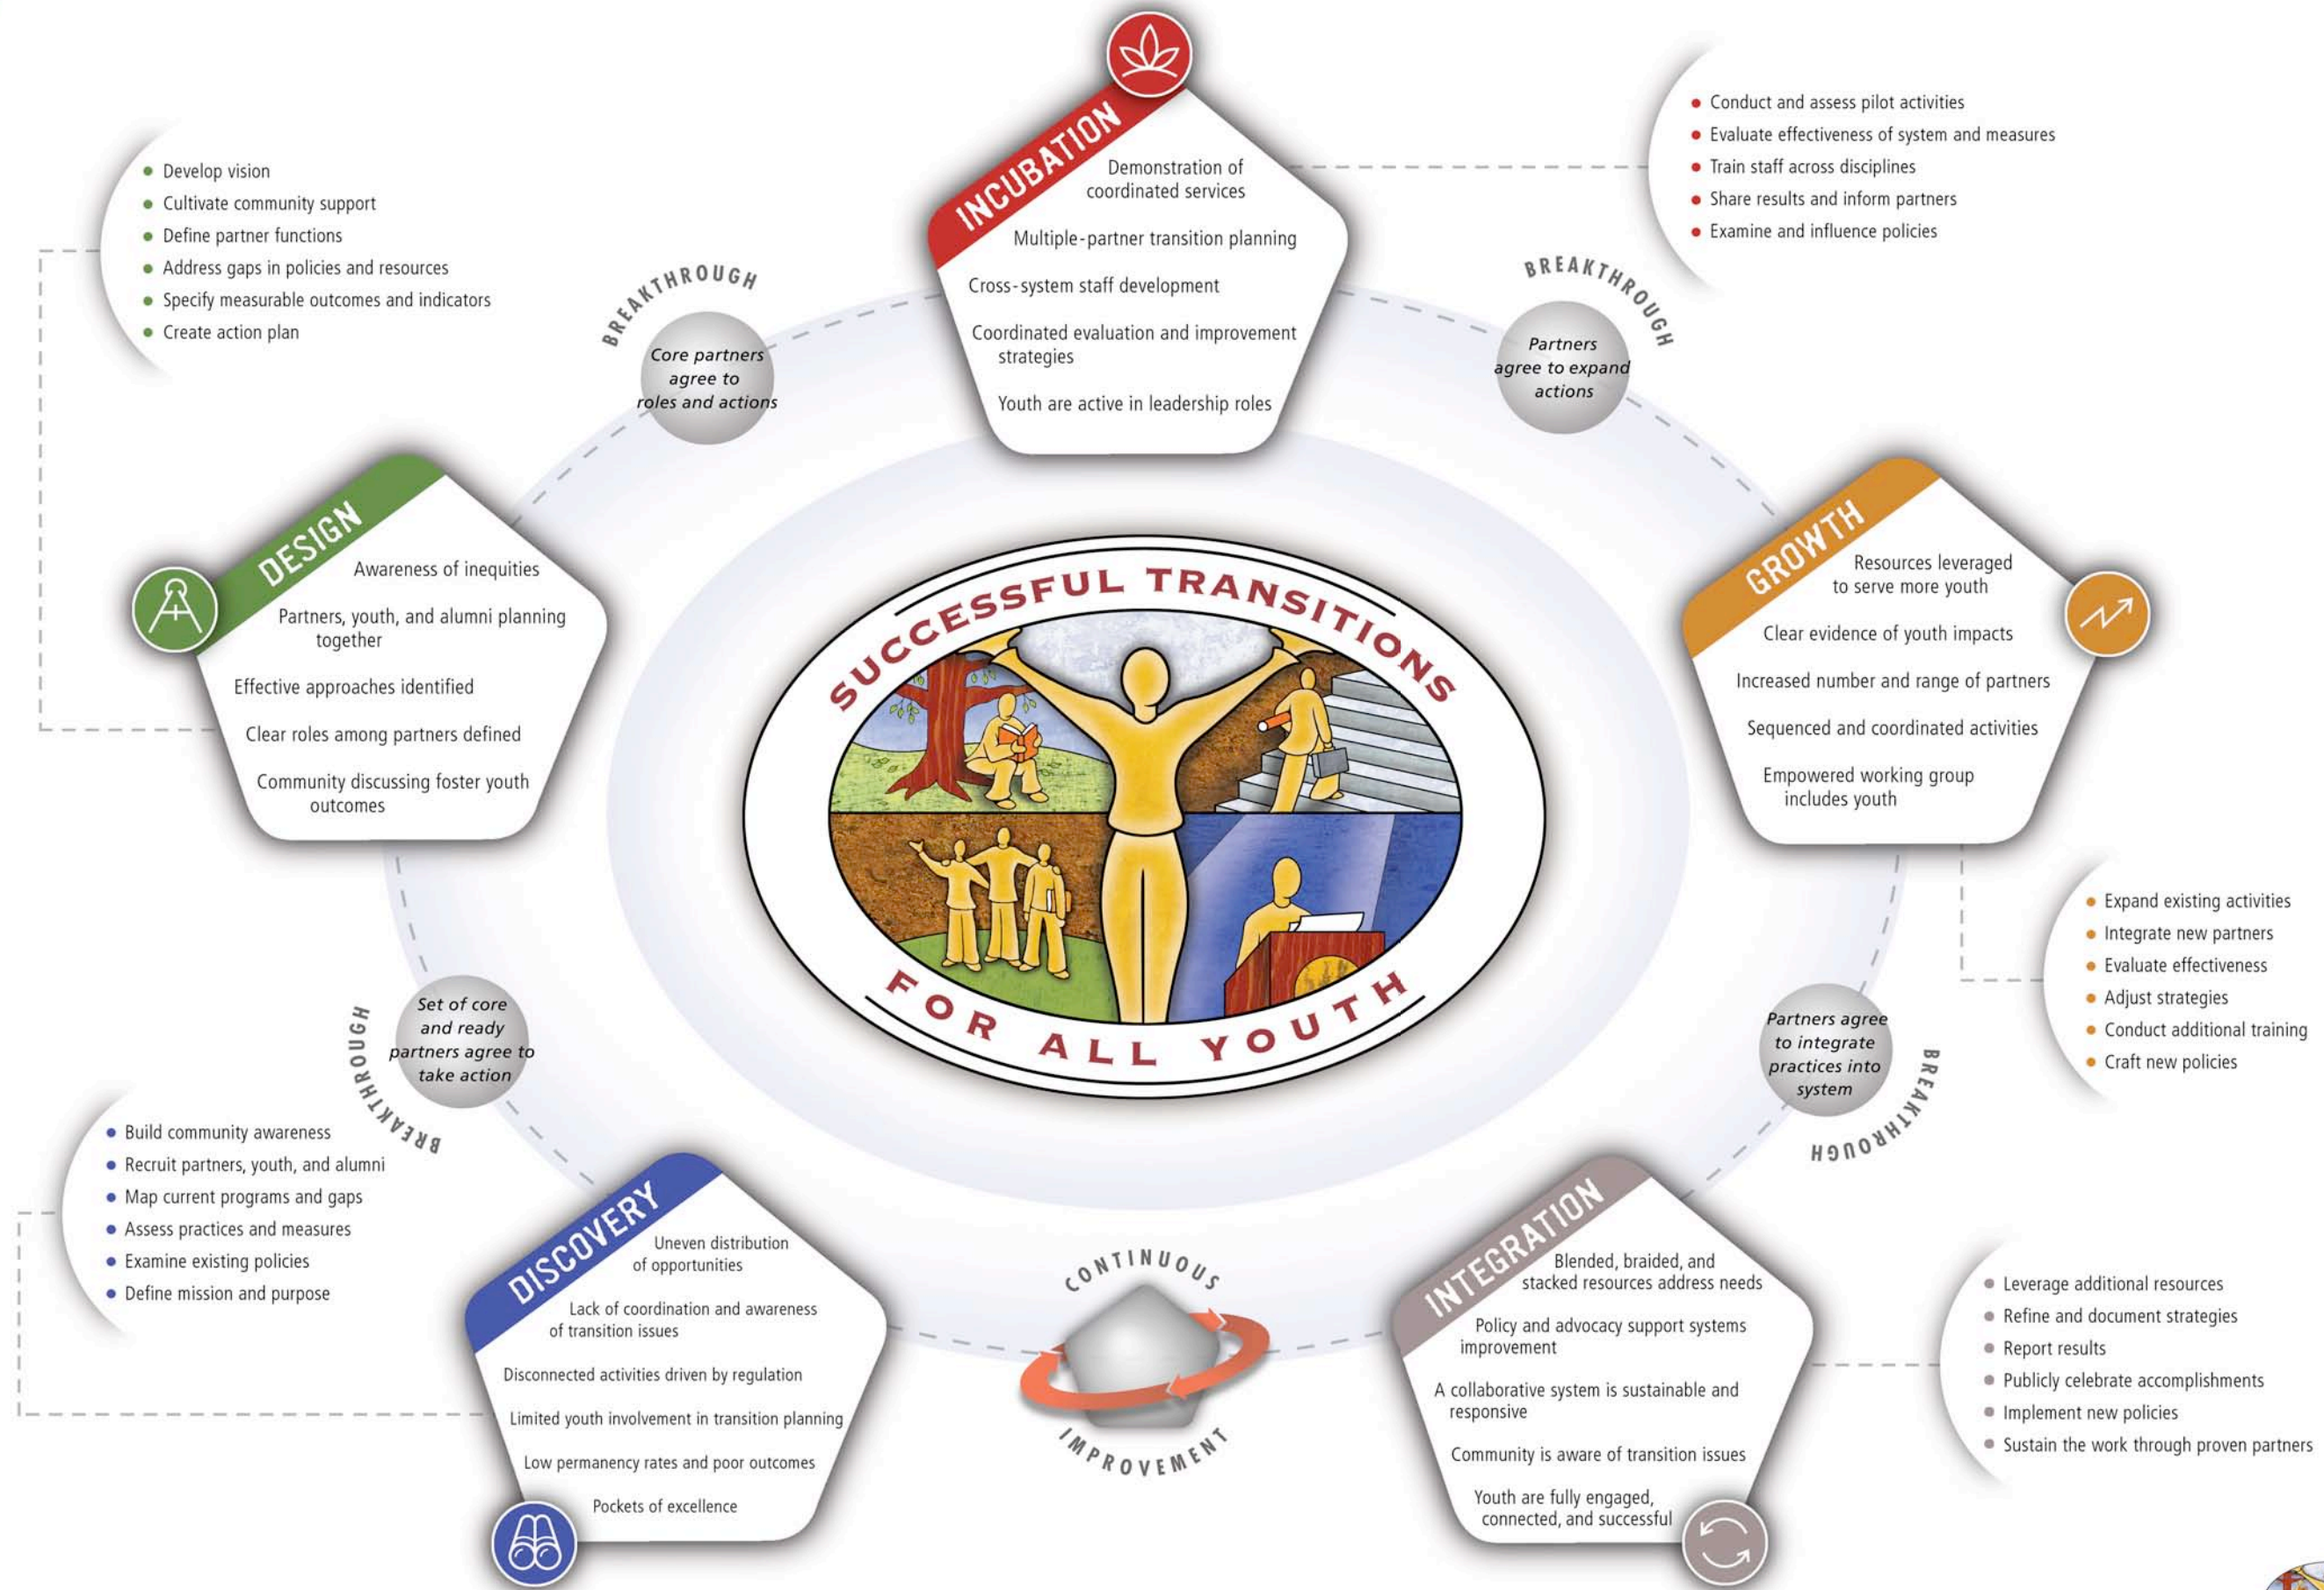 INCUBATION
Demonstration of
coordinated services
Multiple-partner transition planning
Cross-system staff development
Coordinated evaluation and improvement
strategies
Youth are active in leadership roles
Conduct and assess pilot activities
Evaluate effectiveness of system and measures
Train staff across disciplines
Share results and inform partners
Examine and influence policies
Develop vision
Cultivate community support
Define partner functions
Address gaps in policies and resources
Specify measurable outcomes and indicators
Create action plan
BREAKTHROUGH
Core partners
agree to
roles and actions
BREAKTHROUGH
Partners
agree to expand
actions
DESIGN
Awareness of inequities
Partners, youth, and alumni planning
together
Effective approaches identified
Clear roles among partners defined
Community discussing foster youth
outcomes
SUCCESSFUL TRANSITIONS
FOR ALL YOUTH
GROWTH
Resources leveraged
to serve more youth
Clear evidence of youth impacts
Increased number and range of partners
Sequenced and coordinated activities
Empowered working group
includes youth
Expand existing activities
Integrate new partners
Evaluate effectiveness
Adjust strategies
Conduct additional training
Craft new policies
BREAKTHROUGH
Set of core
and ready
partners agree to
take action
Partners agree
to integrate
practices into
system
BREAKTHROUGH
Build community awareness
Recruit partners, youth, and alumni
Map current programs and gaps
Assess practices and measures
Examine existing policies
Define mission and purpose
DISCOVERY
Uneven distribution
of opportunities
Lack of coordination and awareness
of transition issues
Disconnected activities driven by regulation
Limited youth involvement in transition planning
Low permanency rates and poor outcomes
Pockets of excellence
CONTINUOUS
IMPROVEMENT
INTEGRATION
Blended, braided, and
stacked resources address needs
Policy and advocacy support systems
improvement
A collaborative system is sustainable and
responsive
Community is aware of transition issues
Youth are fully engaged,
connected, and successful
Leverage additional resources
Refine and document strategies
Report results
Publicly celebrate accomplishments
Implement new policies
Sustain the work through proven partners